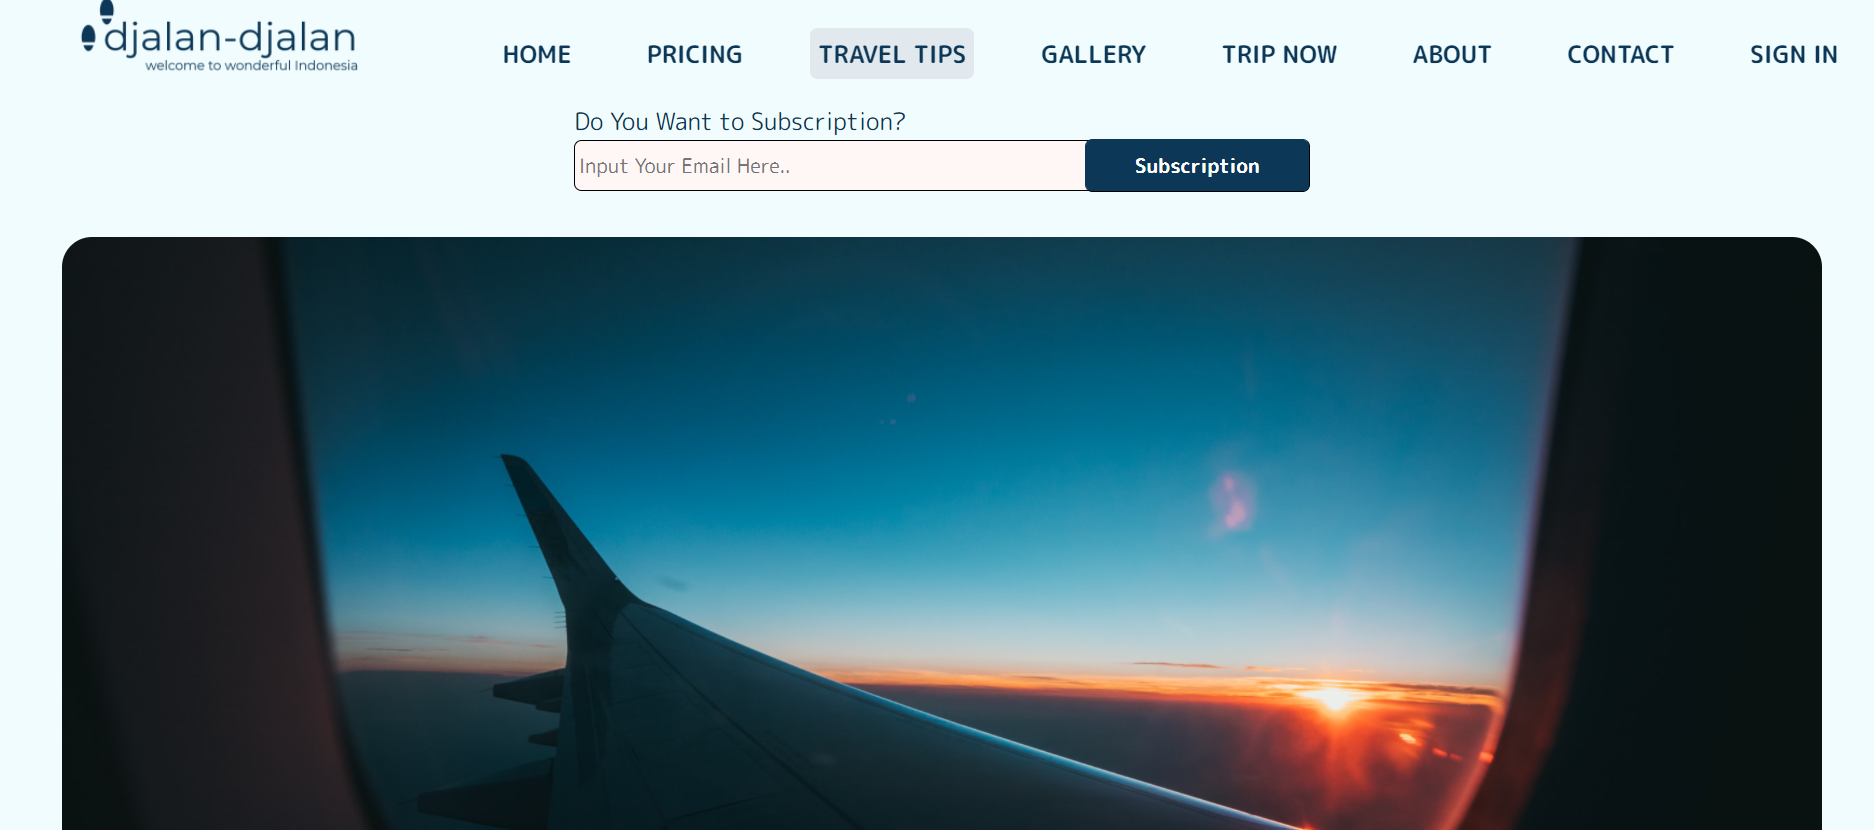 djalan-djalan
welcome to wonderful Indonesia
HOME PRICING TRAVEL TIPS GALLERY TRIP NOW ABOUT CONTACT SIGN IN
Do You Want to Subscription?
Input Your Email Here.. Subscription